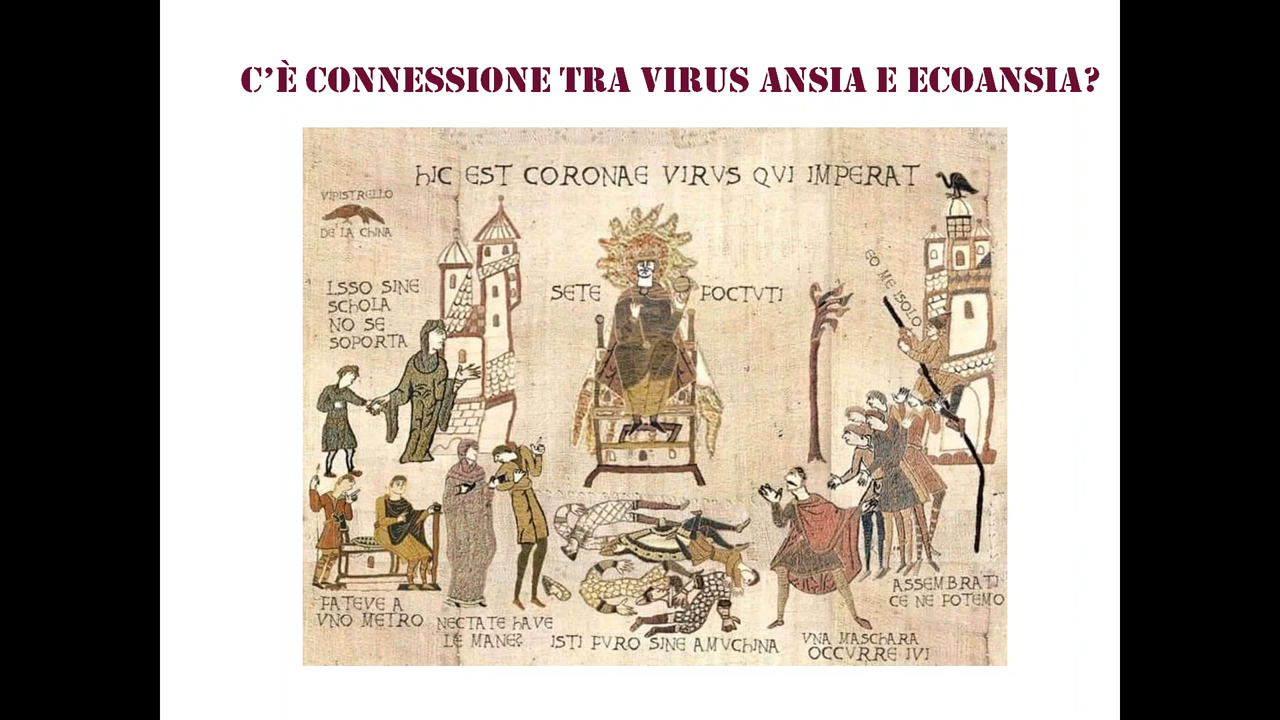 C'È CONNESSIONE TRA VIRUS ANSIA E ECOANSIA?
hIC EST CORONAE VIRVS QVI IMPERAT
VIPISTRELLO
DE LA ChINA
ISSO SINE
SChOLA
NO SE
SOPORTA
SETE FOCTVTI
EO ME ISOLO
FATEVE A
VNO METRO
NECTATE hAVE
LE MANE?
ISTI FVRO SINE AMVChINA
VNA MASChARA
OCCVRRE IVI
ASSEMBRATI
CE NE POTEMO